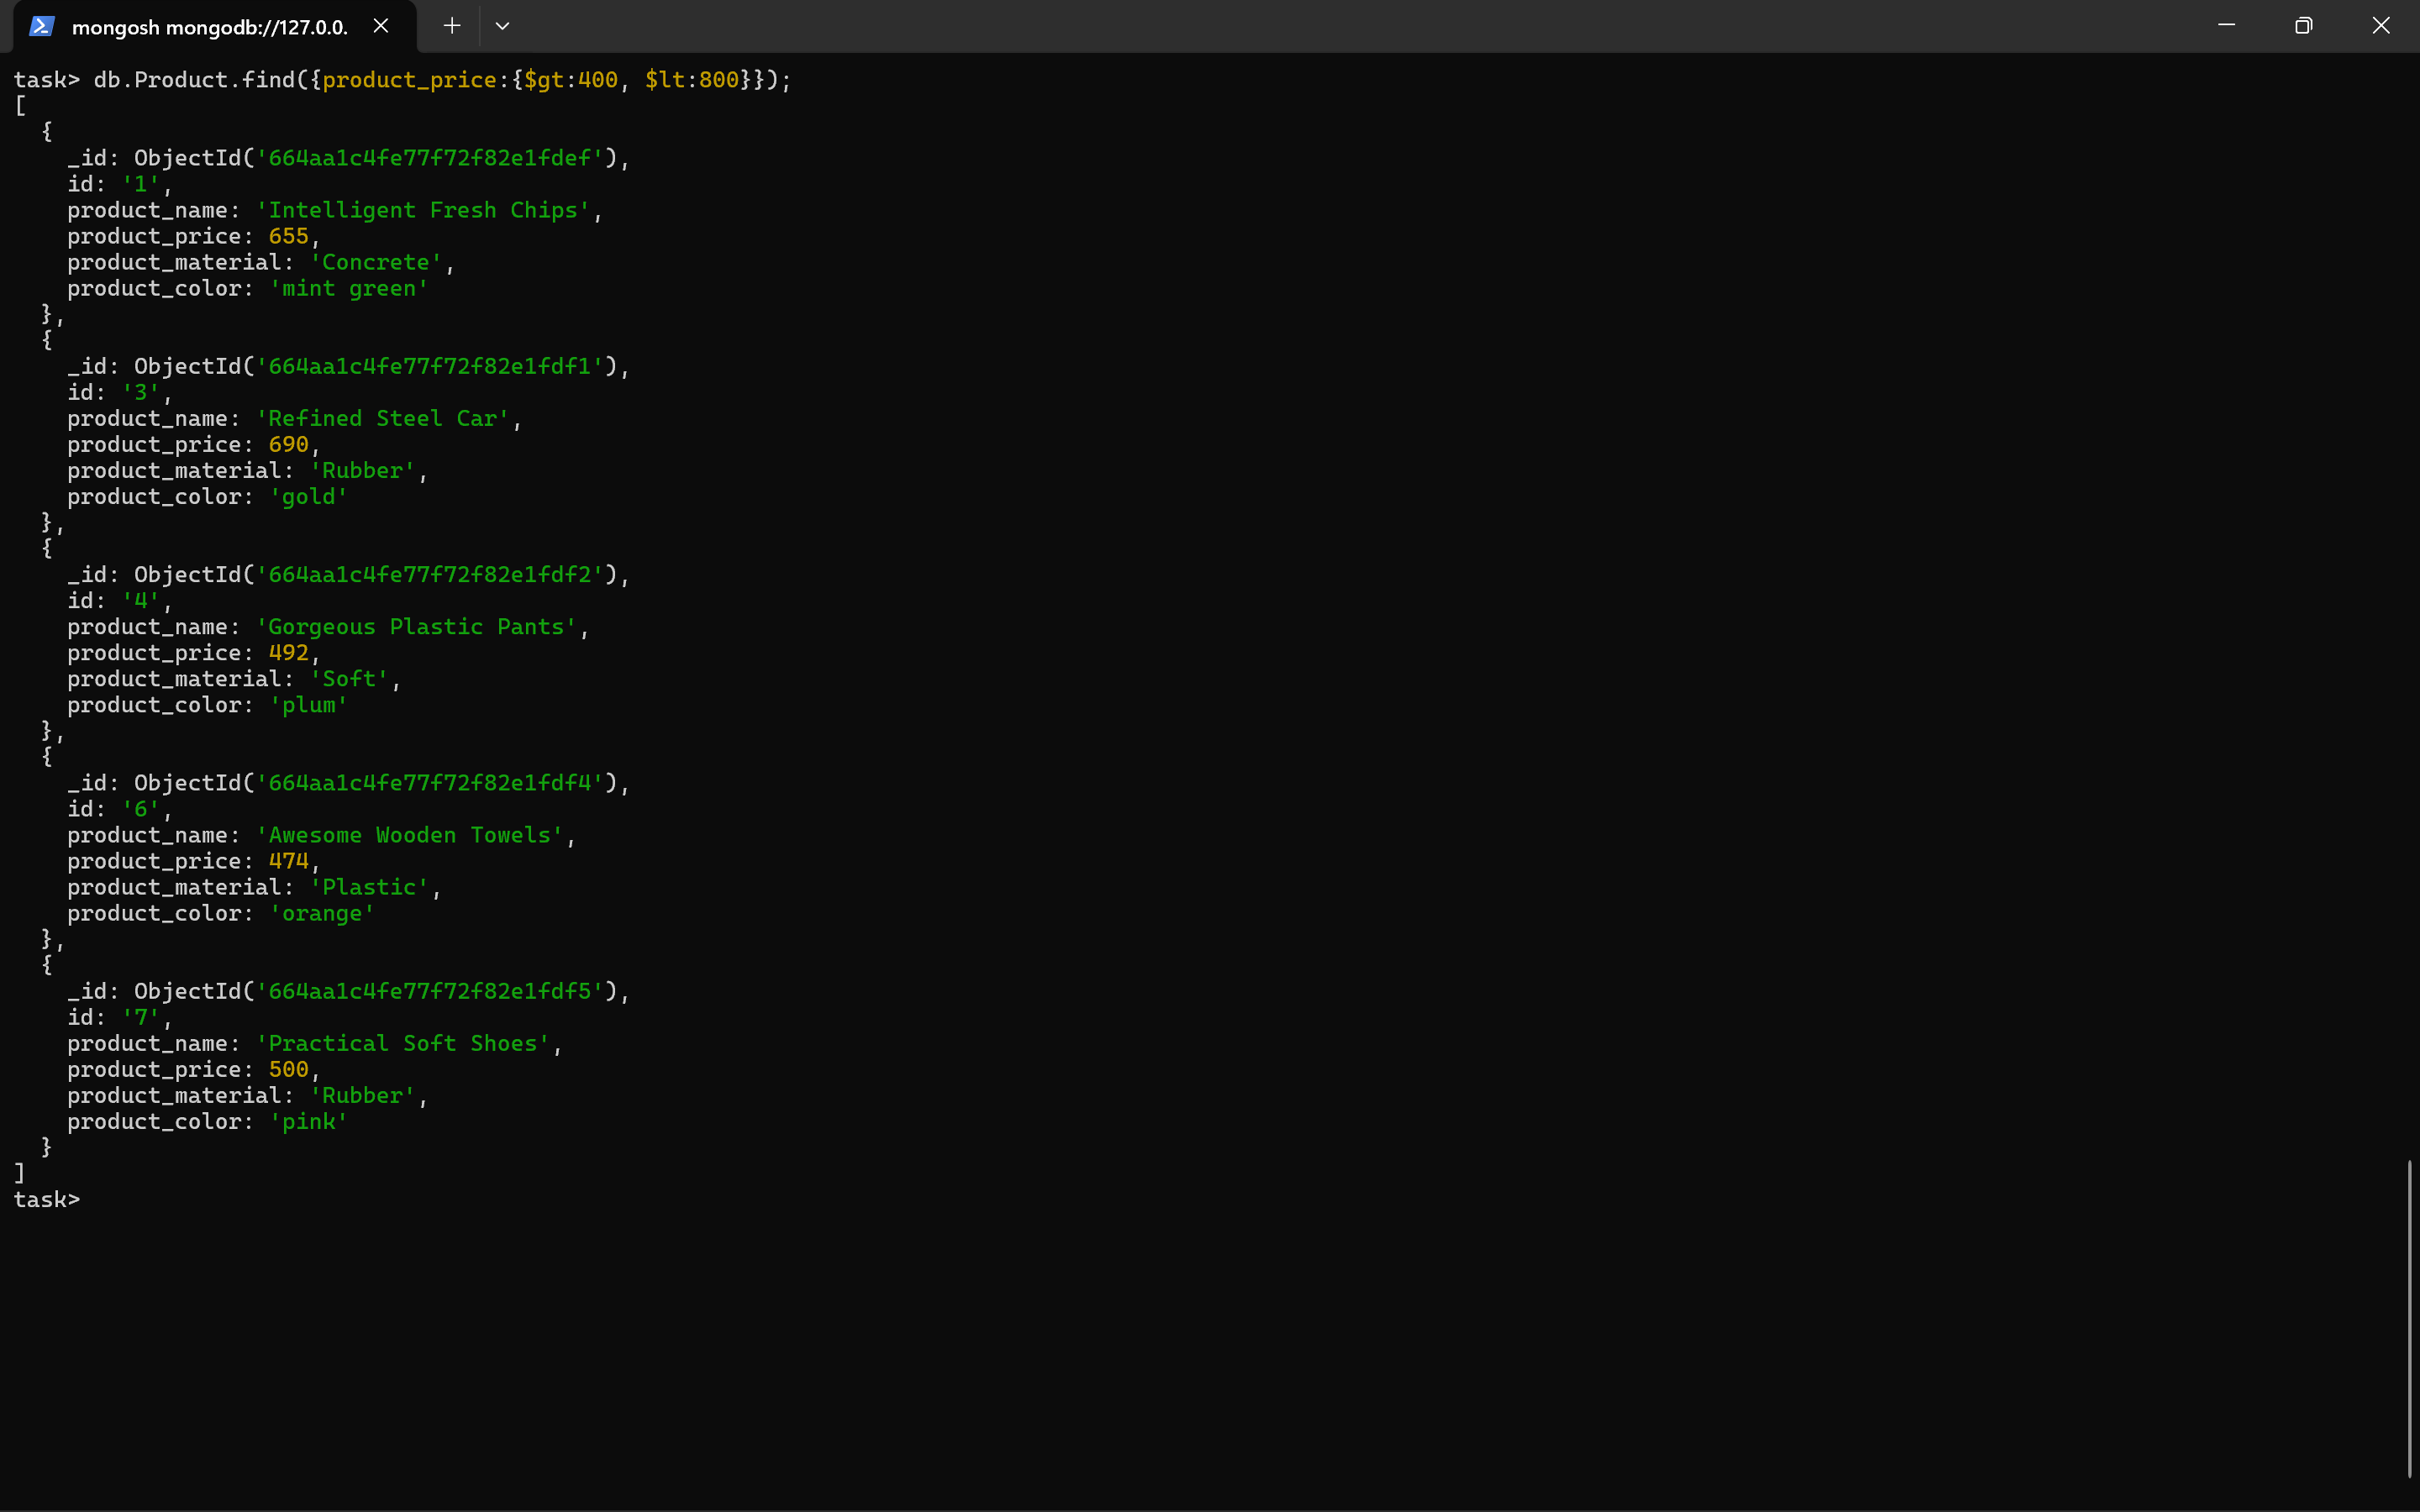 mongosh mongodb://127.0.0.
task> db.Product.find({product_price:{$gt:400, $lt:800}});
[
  {
    _id: ObjectId('664aa1c4fe77f72f82e1fdef'),
    id: '1',
    product_name: 'Intelligent Fresh Chips',
    product_price: 655,
    product_material: 'Concrete',
    product_color: 'mint green'
  },
  {
    _id: ObjectId('664aa1c4fe77f72f82e1fdf1'),
    id: '3',
    product_name: 'Refined Steel Car',
    product_price: 690,
    product_material: 'Rubber',
    product_color: 'gold'
  },
  {
    _id: ObjectId('664aa1c4fe77f72f82e1fdf2'),
    id: '4',
    product_name: 'Gorgeous Plastic Pants',
    product_price: 492,
    product_material: 'Soft',
    product_color: 'plum'
  },
  {
    _id: ObjectId('664aa1c4fe77f72f82e1fdf4'),
    id: '6',
    product_name: 'Awesome Wooden Towels',
    product_price: 474,
    product_material: 'Plastic',
    product_color: 'orange'
  },
  {
    _id: ObjectId('664aa1c4fe77f72f82e1fdf5'),
    id: '7',
    product_name: 'Practical Soft Shoes',
    product_price: 500,
    product_material: 'Rubber',
    product_color: 'pink'
  }
]
task>